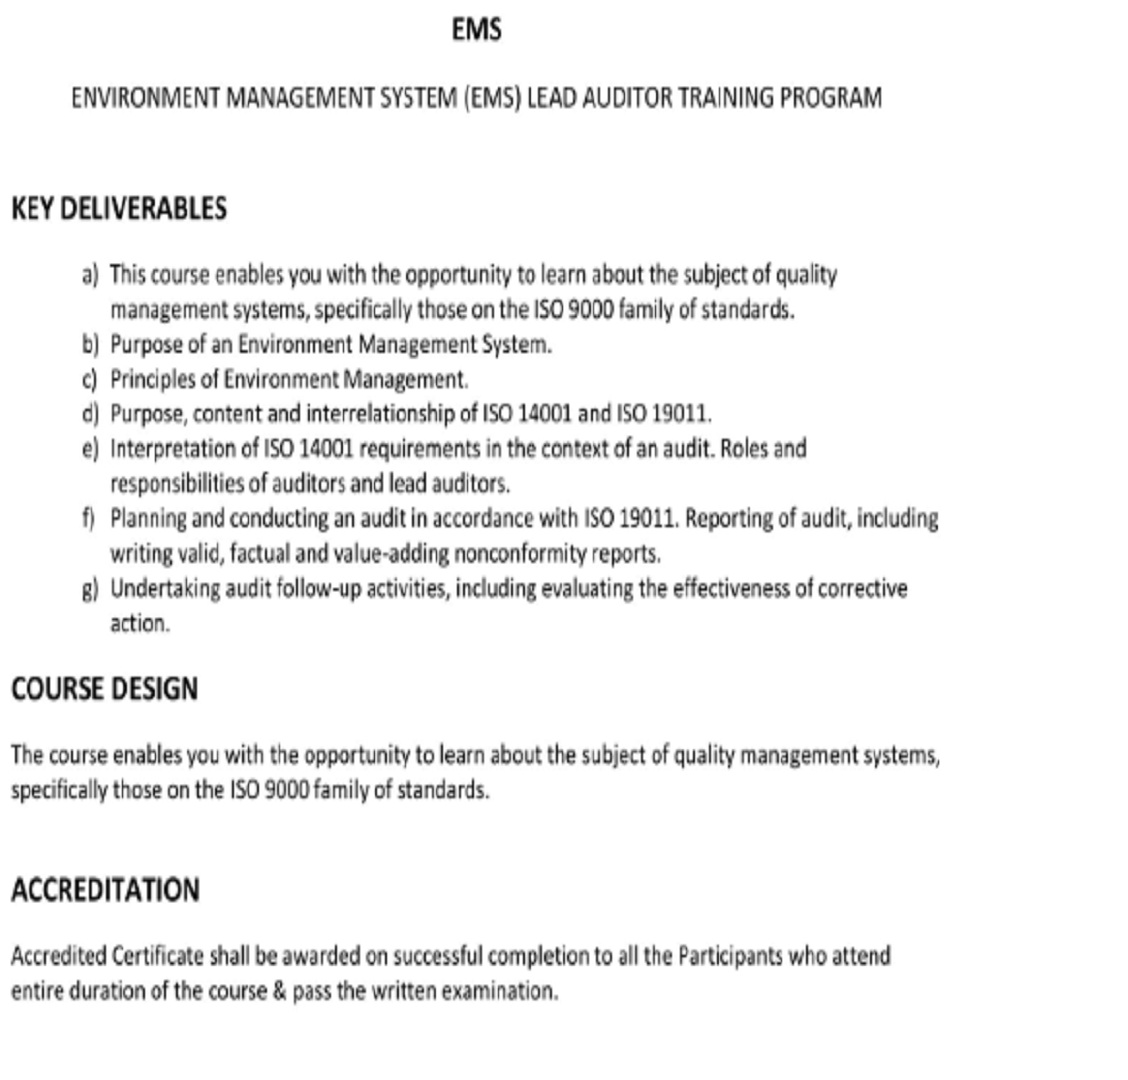 EMS
ENVIRONMENT MANAGEMENT SYSTEM (EMS) LEAD AUDITOR TRAINING PROGRAM
KEY DELIVERABLES
a) This course enables you with the opportunity to learn about the subject of quality
management systems, specifically those on the ISO 9000 family of standards.
b) Purpose of an Environment Management System.
c) Principles of Environment Management.
d) Purpose, content and interrelationship of ISO 14001 and ISO 19011.
e) Interpretation of ISO 14001 requirements in the context of an audit. Roles and
responsibilities of auditors and lead auditors.
f) Planning and conducting an audit in accordance with ISO 19011. Reporting of audit, including
writing valid, factual and value-adding nonconformity reports.
g) Undertaking audit follow-up activities, including evaluating the effectiveness of corrective
action.
COURSE DESIGN
The course enables you with the opportunity to learn about the subject of quality management systems,
specifically those on the ISO 9000 family of standards.
ACCREDITATION
Accredited Certificate shall be awarded on successful completion to all the Participants who attend
entire duration of the course & pass the written examination.